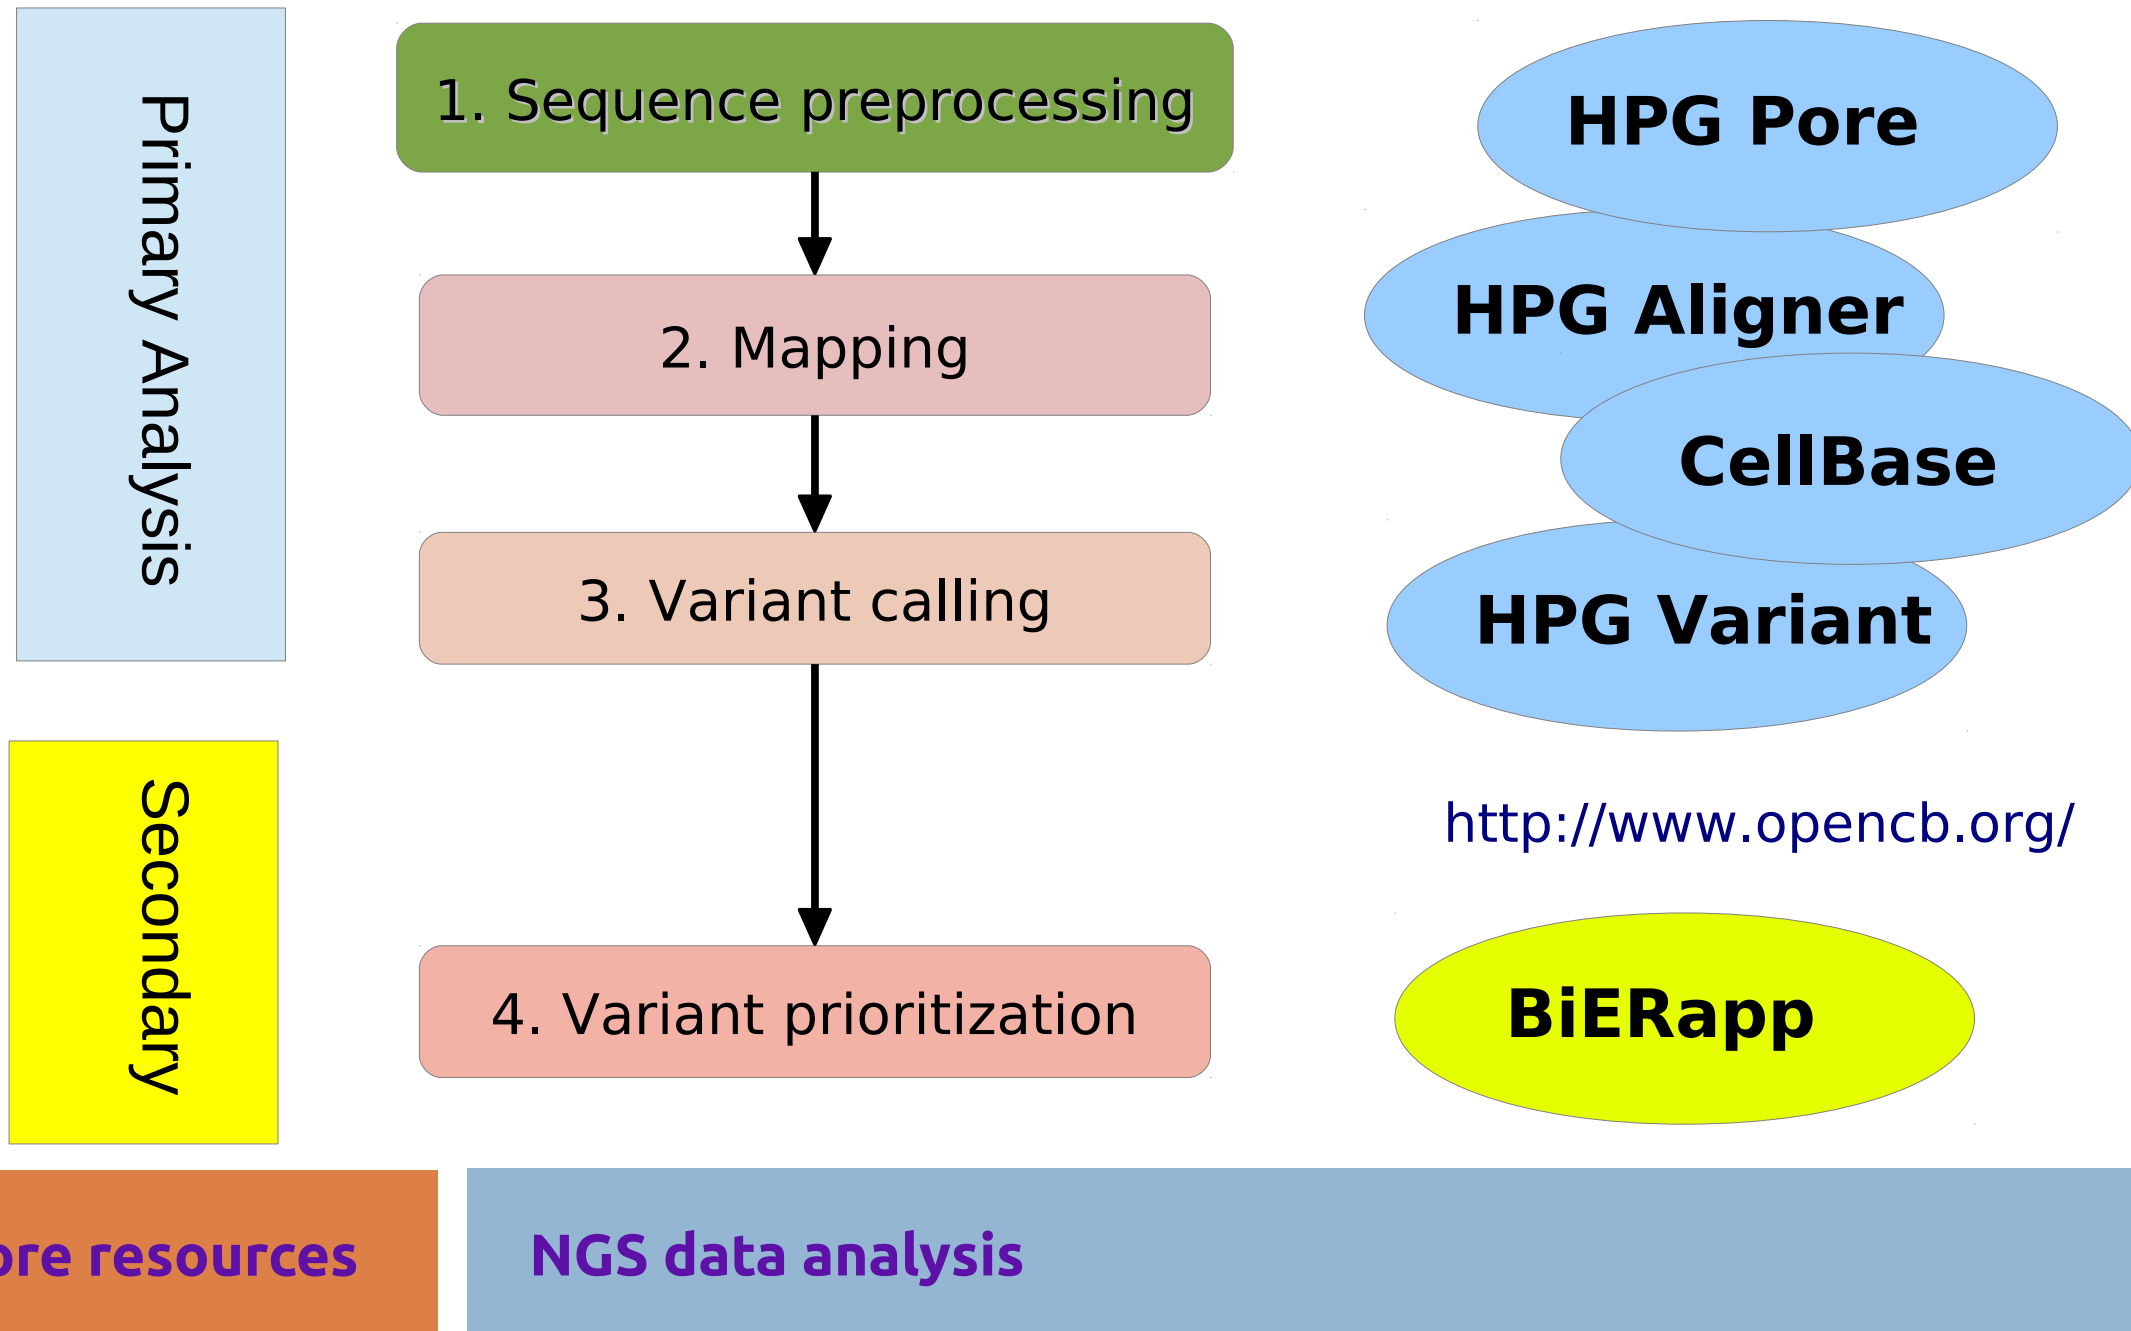 Primary Analysis
1. Sequence preprocessing
2. Mapping
3. Variant calling
HPG Pore
HPG Aligner
CellBase
HPG Variant
http://www.opencb.org/
Secondary
4. Variant prioritization
BiERapp
resources
NGS data analysis